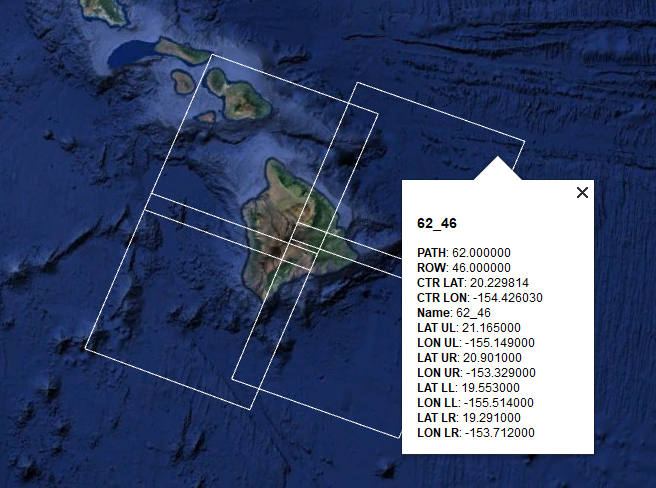 62_46
PATH: 62.000000
ROW: 46.000000
CTR LAT: 20.229814
CTR LON: -154.426030
Name: 62_46
LAT UL: 21.165000
LON UL: -155.149000
LAT UR: 20.901000
LON UR: -153.329000
LAT LL: 19.553000
LON LL: -155.514000
LAT LR: 19.291000
LON LR: -153.712000